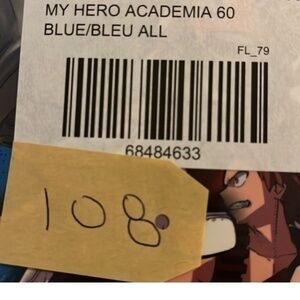 MY HERO ACADEMIA 60
BLUE/BLEU ALL
FL_79
68484633
108